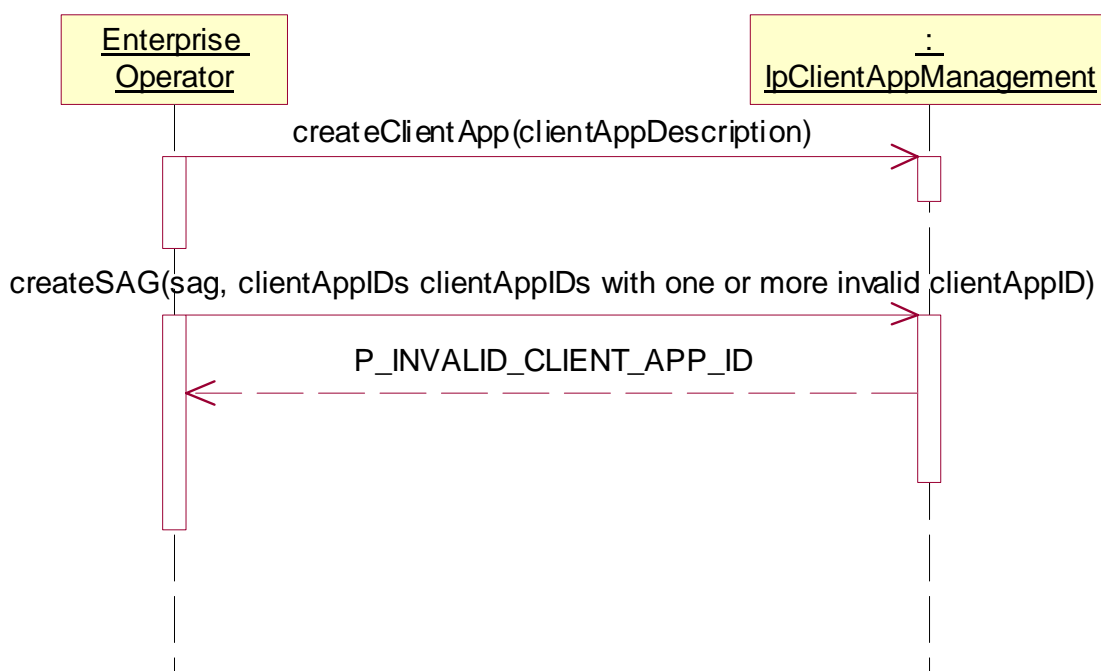 Enterprise
Operator
:
IpClientAppManagement
createClientApp(clientAppDescription)
createSAG(sag, clientAppIDs clientAppIDs with one or more invalid clientAppID)
P_INVALID_CLIENT_APP_ID